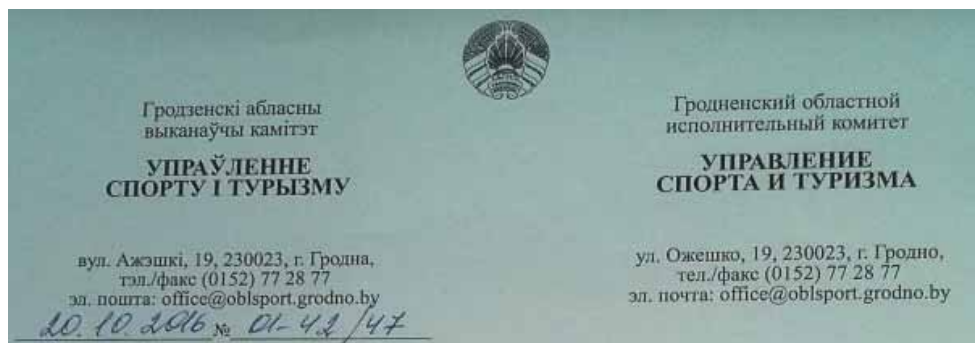 Гродзенскі абласны
выканаўчы камітэт
УПРАЎЛЕННЕ
СПОРТУ І ТУРЫЗМУ
вул. Ажэшкі, 19, 230023, г. Гродна,
тэл./факс (0152) 77 28 77
эл. пошта: office@oblsport.grodno.by
20.10.2016 № 01-42/47
Гродненский областной
исполнительный комитет
УПРАВЛЕНИЕ
СПОРТА И ТУРИЗМА
ул. Ожешко, 19, 230023, г. Гродно,
тел./факс (0152) 77 28 77
эл. почта: office@oblsport.grodno.by